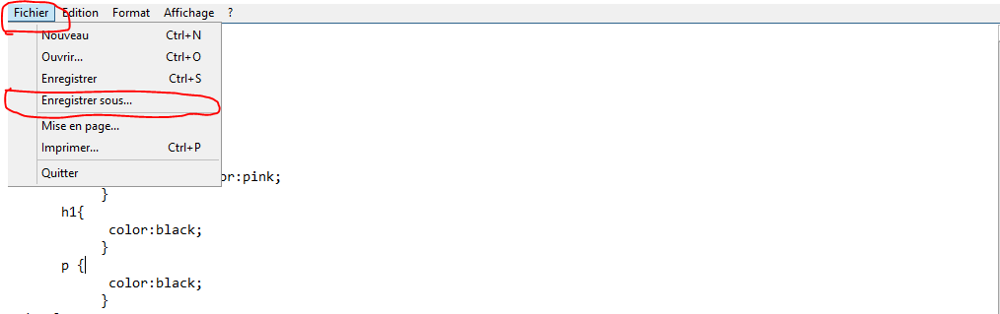 Fichier Edition Format Affichage ?
Nouveau Ctrl+N
Ouvrir... Ctrl+O
Enregistrer Ctrl+S
Enregistrer sous...
Mise en page...
Imprimer... Ctrl+P
Quitter
or:pink;
}
h1{
color:black;
}
p {
color:black;
}